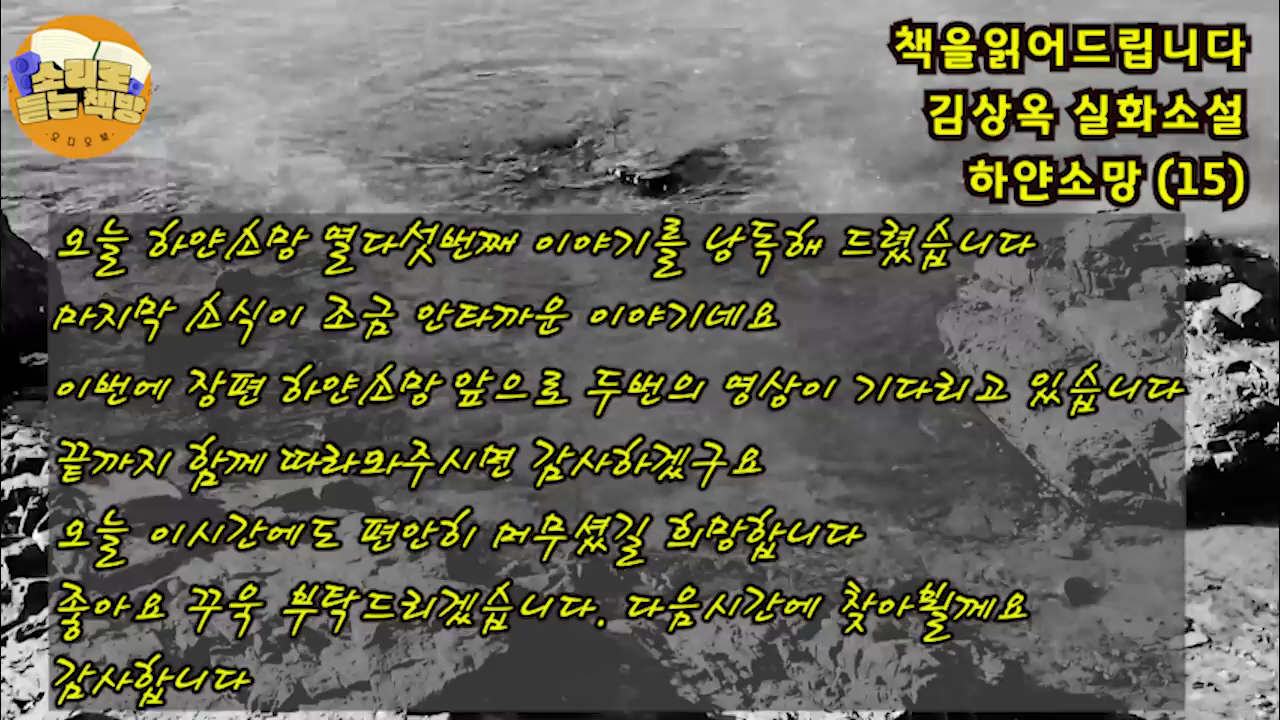 소리로
듣는 책방
·오디오북·
책을읽어드립니다
김상옥 실화소설
하얀소망 (15)
오늘 하얀소망 열다섯번째 이야기를 낭독해 드렸습니다
마지막 소식이 조금 안타까운 이야기네요
이번에 장편 하얀소망 앞으로 두번의 영상이 기다리고 있습니다
끝까지 함께 따라와주시면 감사하겠구요
오늘 이시간에도 편안히 머무셨길 희망합니다
좋아요 꾸욱 부탁드리겠습니다. 다음시간에 찾아뵐께요
감사합니다